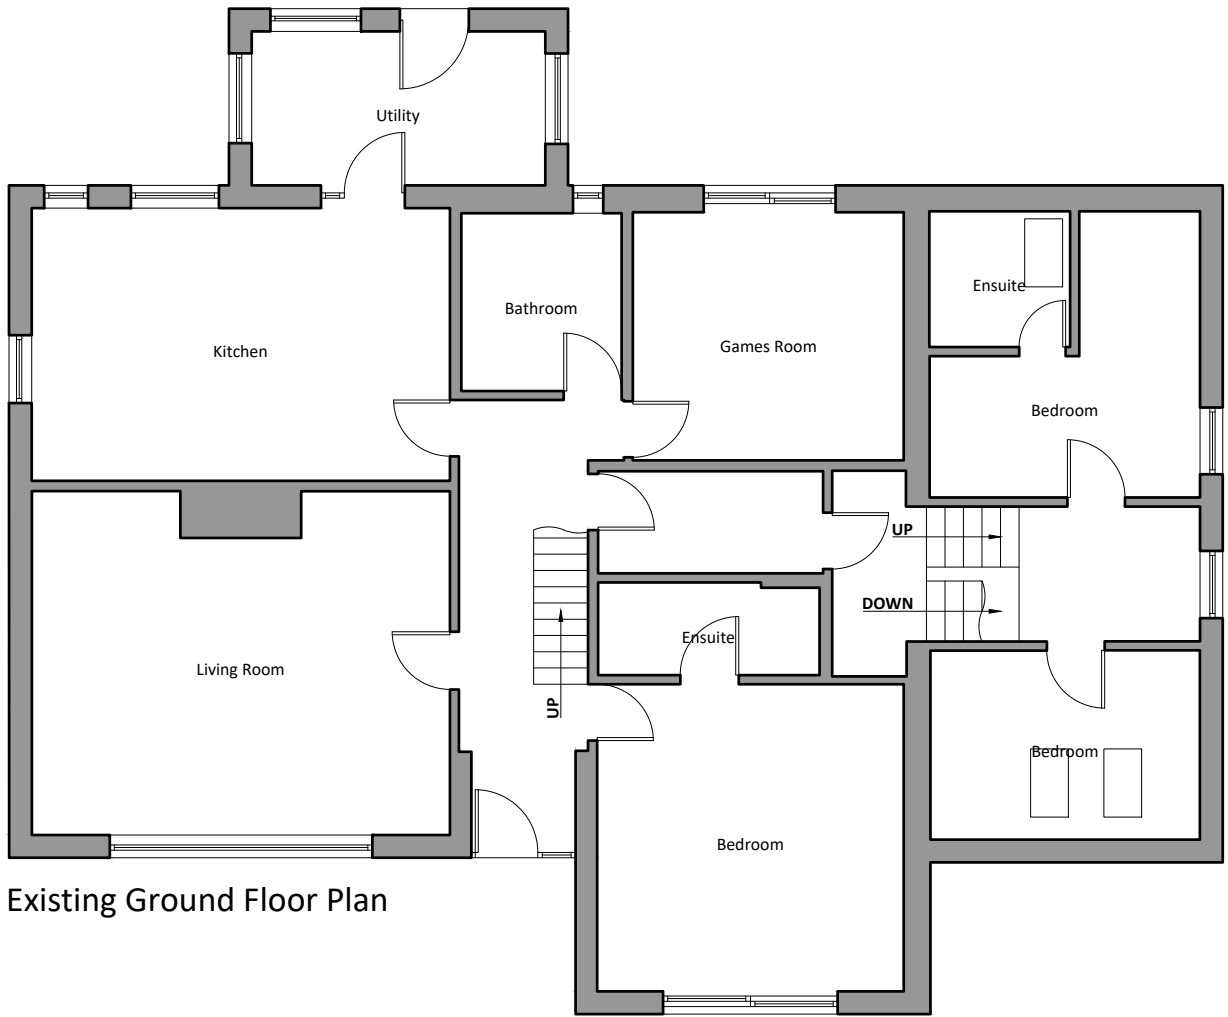 Utility
Bathroom
Ensuite
Kitchen
Games Room
Bedroom
UP
DOWN
Ensuite
Living Room
UP
Bedroom
Bedroom
Existing Ground Floor Plan